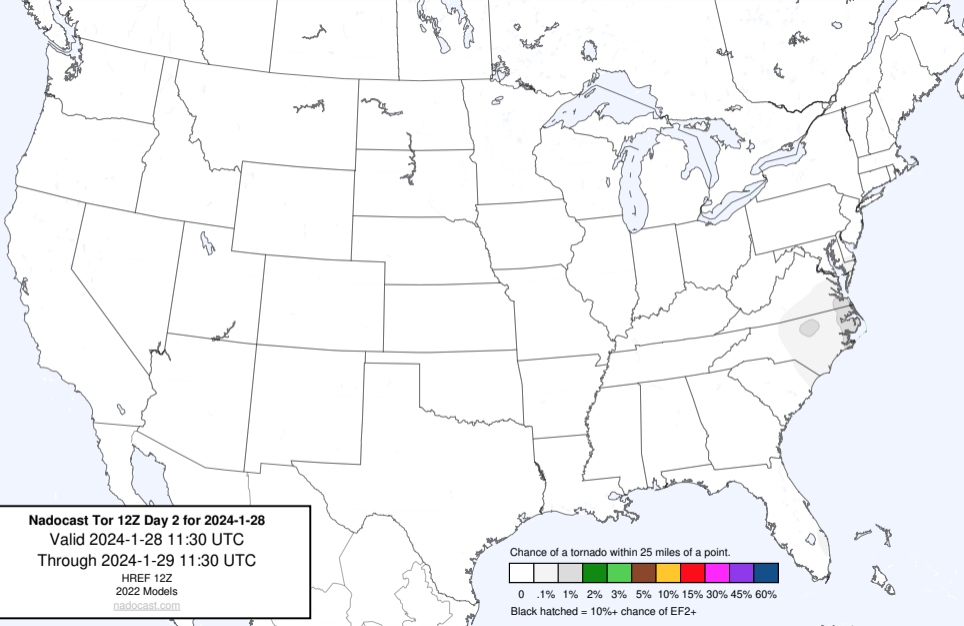 Nadocast Tor 12Z Day 2 for 2024-1-28
Valid 2024-1-28 11:30 UTC
Through 2024-1-29 11:30 UTC
HREF 12Z
2022 Models
nadocast.com
Chance of a tornado within 25 miles of a point.
0 .1% 1% 2% 3% 5% 10% 15% 30% 45% 60%
Black hatched = 10%+ chance of EF2+